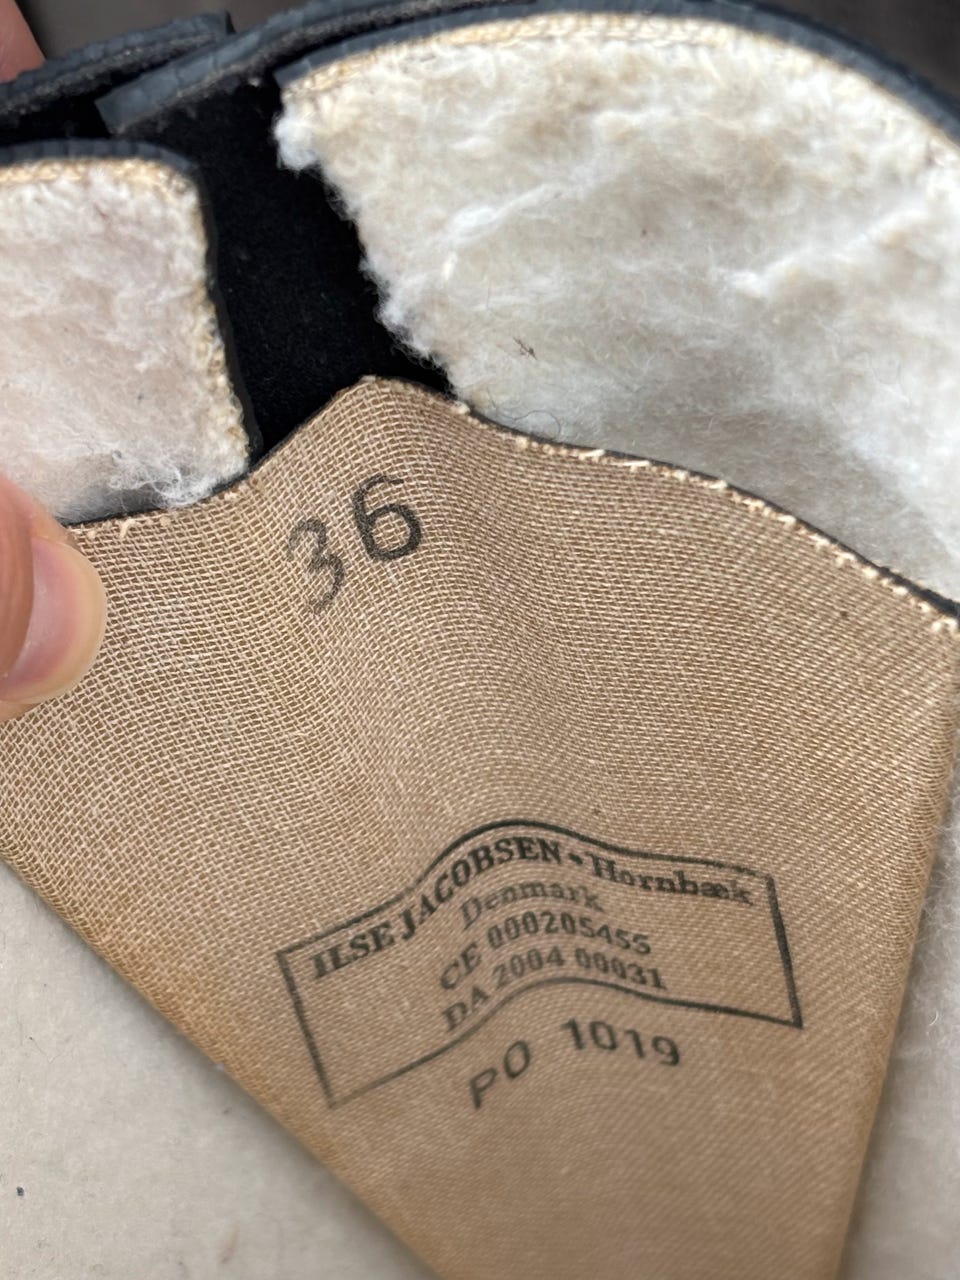 36
ILSE JACOBSEN • Hornbæk
Denmark
CE 000205455
DA 2004 00031
PO 1019